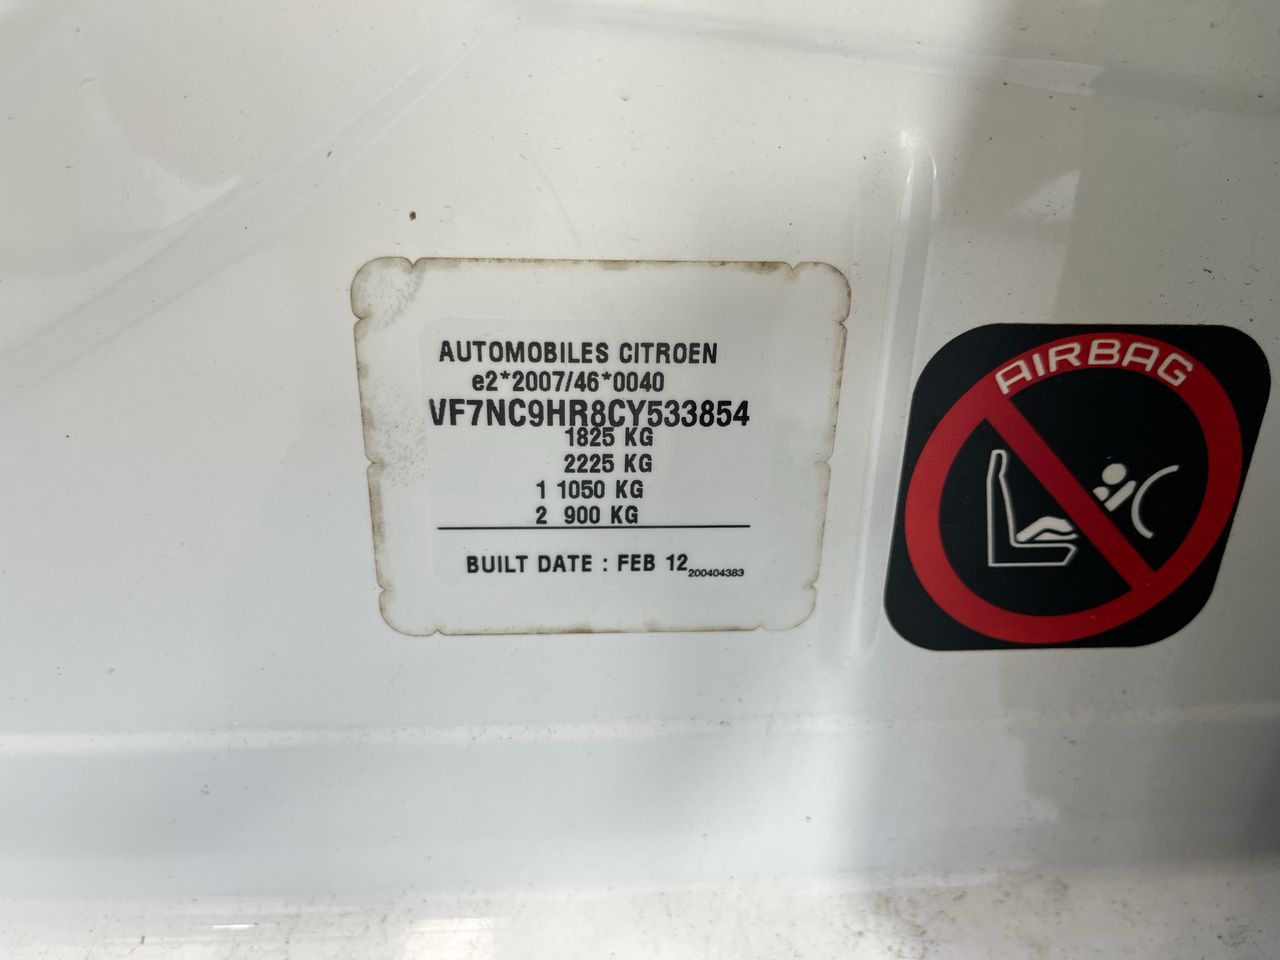 AUTOMOBILES CITROEN
e2*2007/46*0040
VF7NC9HR8CY533854
1825 KG
2225 KG
1 1050 KG
2 900 KG
BUILT DATE : FEB 12
200404383
AIRBAG